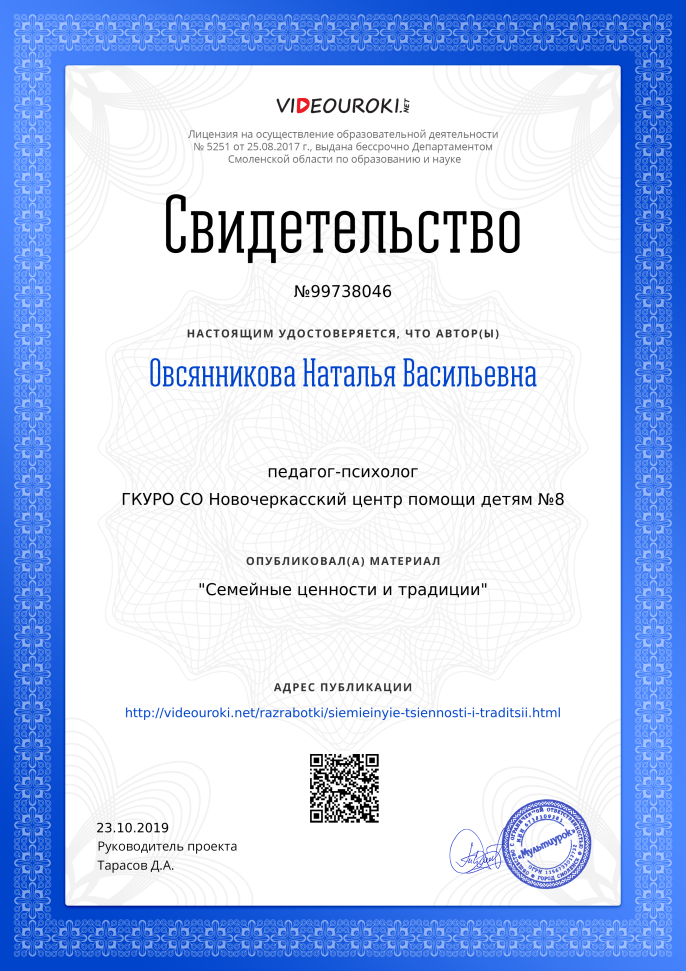 VIDEOUROKI.NET
Лицензия на осуществление образовательной деятельности
№ 5251 от 25.08.2017 г., выдана бессрочно Департаментом
Смоленской области по образованию и науке
Свидетельство
№99738046
НАСТОЯЩИМ УДОСТОВЕРЯЕТСЯ, ЧТО АВТОР(Ы)
Овсянникова Наталья Васильевна
педагог-психолог
ГКУРО СО Новочеркасский центр помощи детям №8
ОПУБЛИКОВАЛ(А) МАТЕРИАЛ
"Семейные ценности и традиции"
АДРЕС ПУБЛИКАЦИИ
http://videouroki.net/razrabotki/siemieinyie-tsiennosti-i-traditsii.html
23.10.2019
Руководитель проекта
Тарасов Д.А.
«Мультиурок»